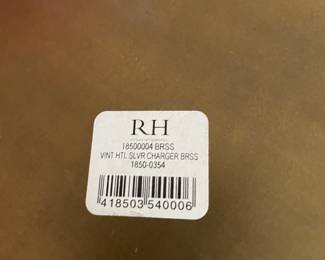 RH
18500004 BRSS
VINT HTL SLVR CHARGER BRSS
1850-0354
418503 540006